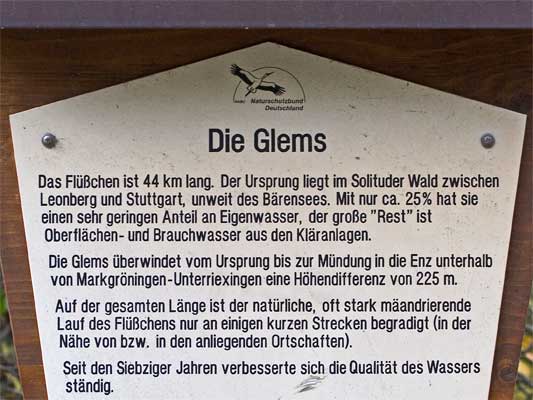 NABU Naturschutzbund
Deutschland
Die Glems
Das Flüßchen ist 44 km lang. Der Ursprung liegt im Solituder Wald zwischen
Leonberg und Stuttgart, unweit des Bärensees. Mit nur ca. 25% hat sie
einen sehr geringen Anteil an Eigenwasser, der große "Rest" ist
Oberflächen- und Brauchwasser aus den Kläranlagen.
Die Glems überwindet vom Ursprung bis zur Mündung in die Enz unterhalb
von Markgröningen-Unterriexingen eine Höhendifferenz von 225 m.
Auf der gesamten Länge ist der natürliche, oft stark mäandrierende
Lauf des Flüßchens nur an einigen kurzen Strecken begradigt (in der
Nähe von bzw. in den anliegenden Ortschaften).
Seit den Siebziger Jahren verbesserte sich die Qualität des Wassers
ständig.